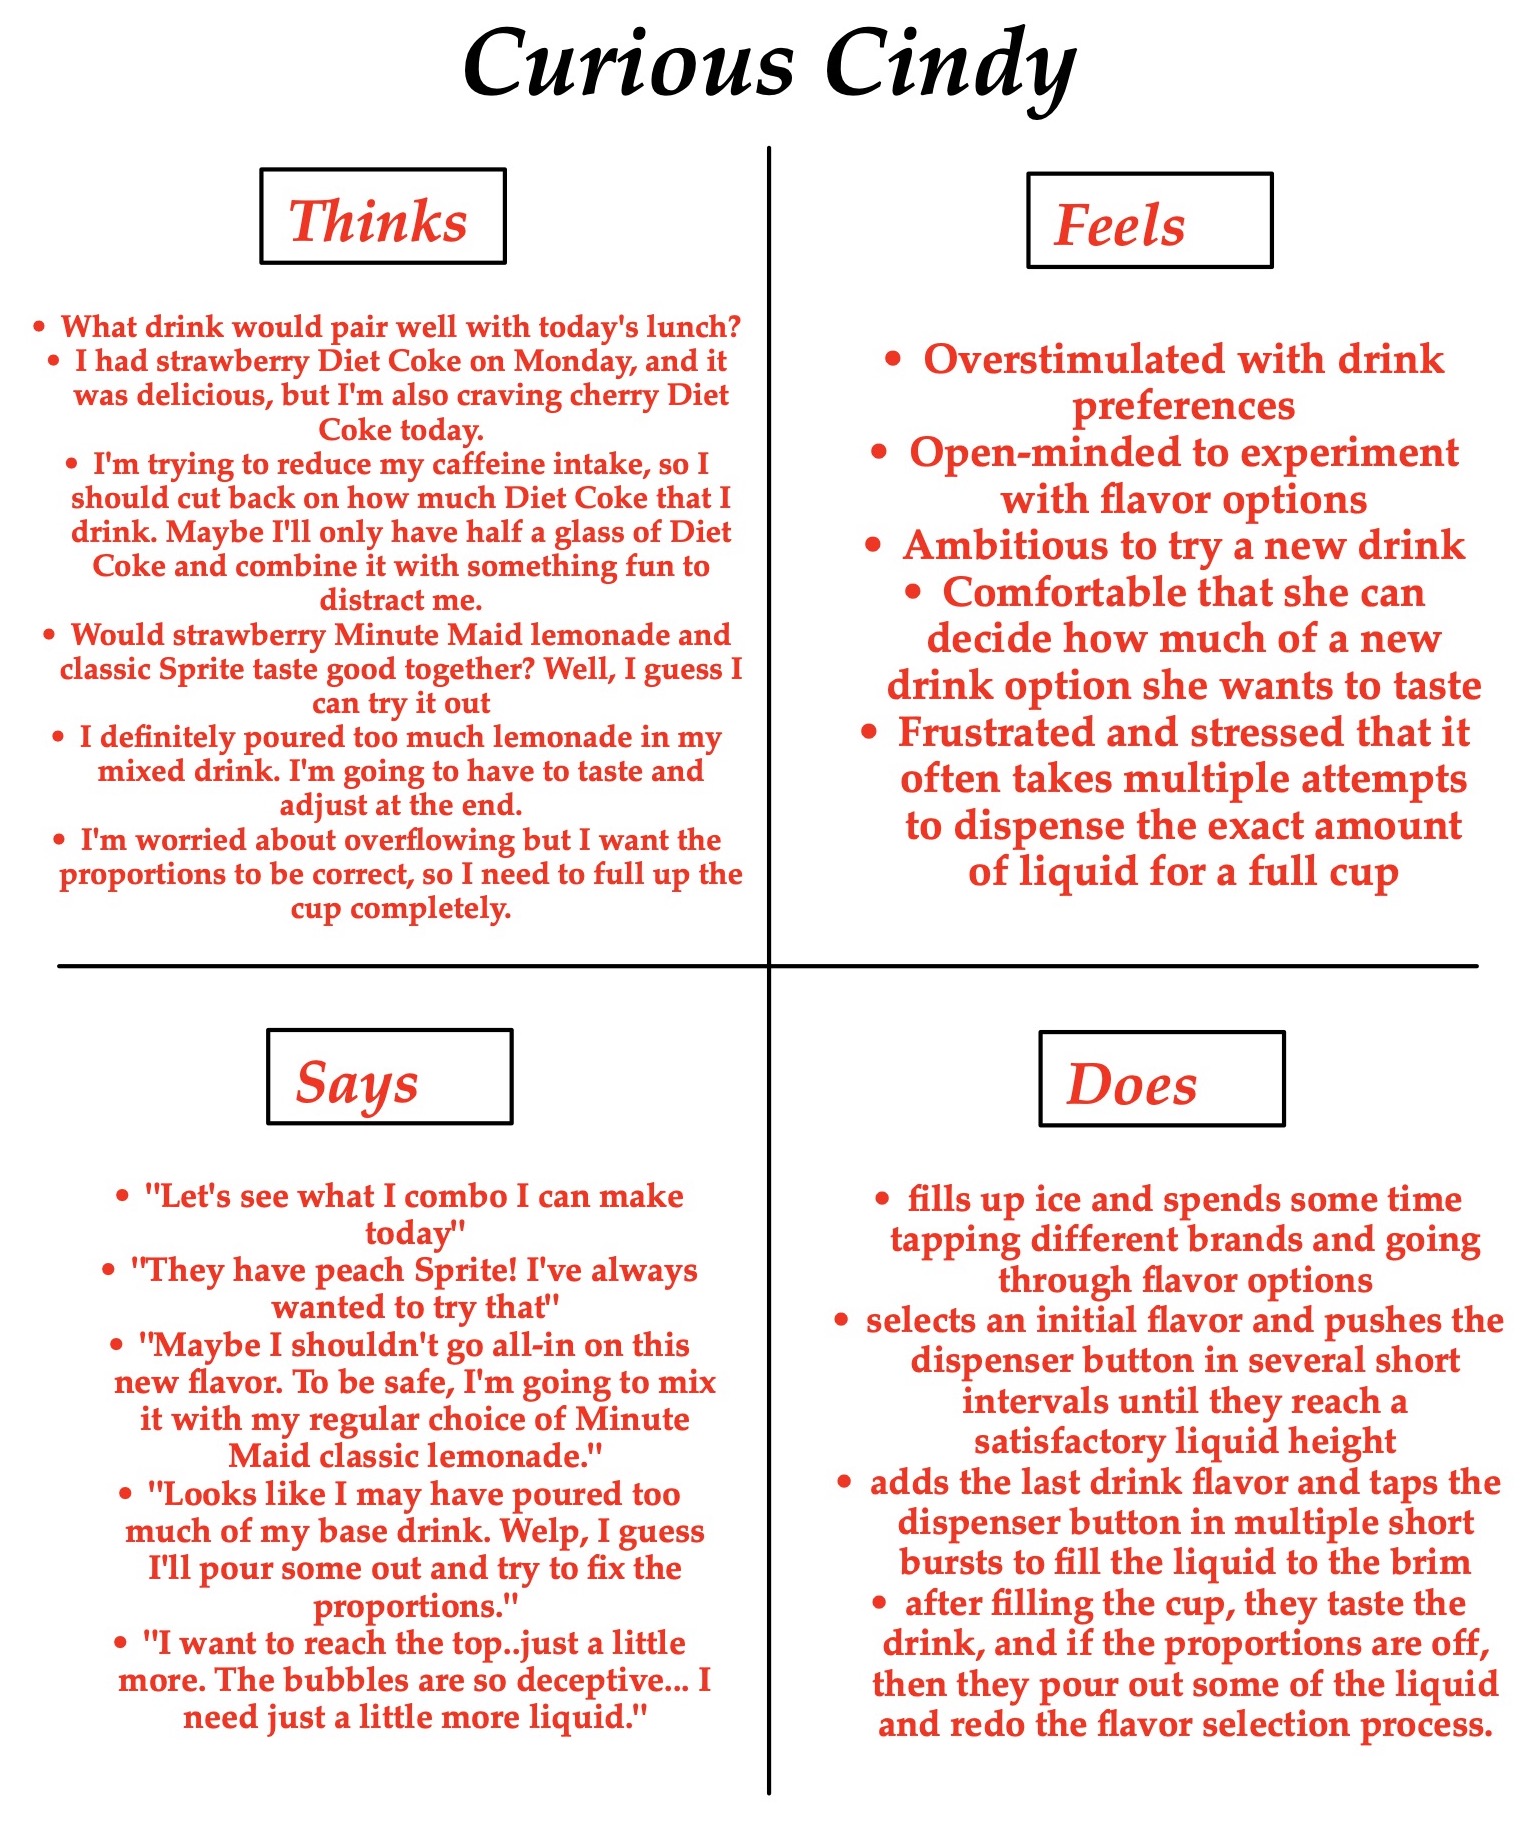 Curious Cindy
Thinks
• What drink would pair well with today's lunch?
• I had strawberry Diet Coke on Monday, and it
was delicious, but I'm also craving cherry Diet
Coke today.
• I'm trying to reduce my caffeine intake, so I
should cut back on how much Diet Coke that I
drink. Maybe I'll only have half a glass of Diet
Coke and combine it with something fun to
distract me.
• Would strawberry Minute Maid lemonade and
classic Sprite taste good together? Well, I guess I
can try it out
• I definitely poured too much lemonade in my
mixed drink. I'm going to have to taste and
adjust at the end.
• I'm worried about overflowing but I want the
proportions to be correct, so I need to full up the
cup completely.
Feels
• Overstimulated with drink
preferences
• Open-minded to experiment
with flavor options
• Ambitious to try a new drink
• Comfortable that she can
decide how much of a new
drink option she wants to taste
• Frustrated and stressed that it
often takes multiple attempts
to dispense the exact amount
of liquid for a full cup
Says
• "Let's see what I combo I can make
today"
• "They have peach Sprite! I've always
wanted to try that"
• "Maybe I shouldn't go all-in on this
new flavor. To be safe, I'm going to mix
it with my regular choice of Minute
Maid classic lemonade."
• "Looks like I may have poured too
much of my base drink. Welp, I guess
I'll pour some out and try to fix the
proportions."
• "I want to reach the top..just a little
more. The bubbles are so deceptive... I
need just a little more liquid."
Does
• fills up ice and spends some time
tapping different brands and going
through flavor options
• selects an initial flavor and pushes the
dispenser button in several short
intervals until they reach a
satisfactory liquid height
• adds the last drink flavor and taps the
dispenser button in multiple short
bursts to fill the liquid to the brim
• after filling the cup, they taste the
drink, and if the proportions are off,
then they pour out some of the liquid
and redo the flavor selection process.